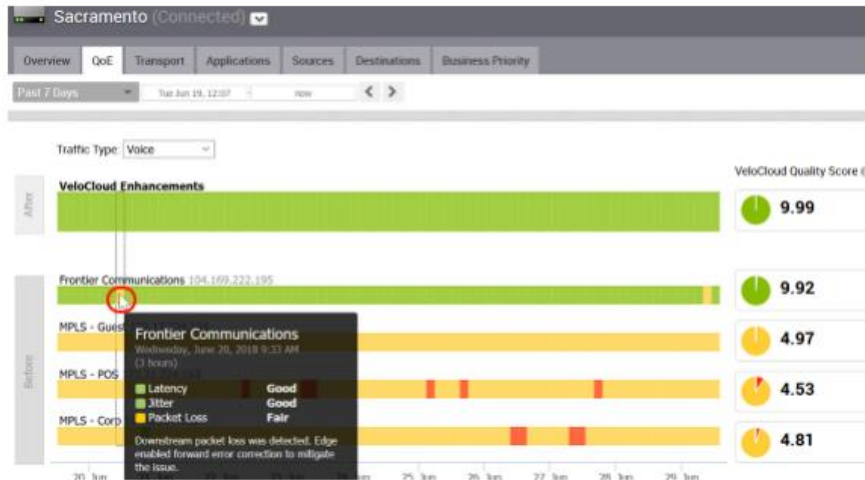 Sacramento (Connected)
Overview QoE Transport Applications Sources Destinations Business Priority
Past 7 Days Tue Jun 19, 12:07 - now
Traffic Type: Voice
VeloCloud Quality Score
After
VeloCloud Enhancements
9.99
Before
Frontier Communications 104.169.222.195
9.92
MPLS - Gues
4.97
MPLS - POS
4.53
MPLS - Corp
4.81
Frontier Communications
Wednesday, June 20, 2018 9:33 AM
(3 hours)
Latency Good
Jitter Good
Packet Loss Fair
Downstream packet loss was detected. Edge
enabled forward error correction to mitigate
the issue.
20 Jun 25 Jun 26 Jun 27 Jun 28 Jun 29 Jun